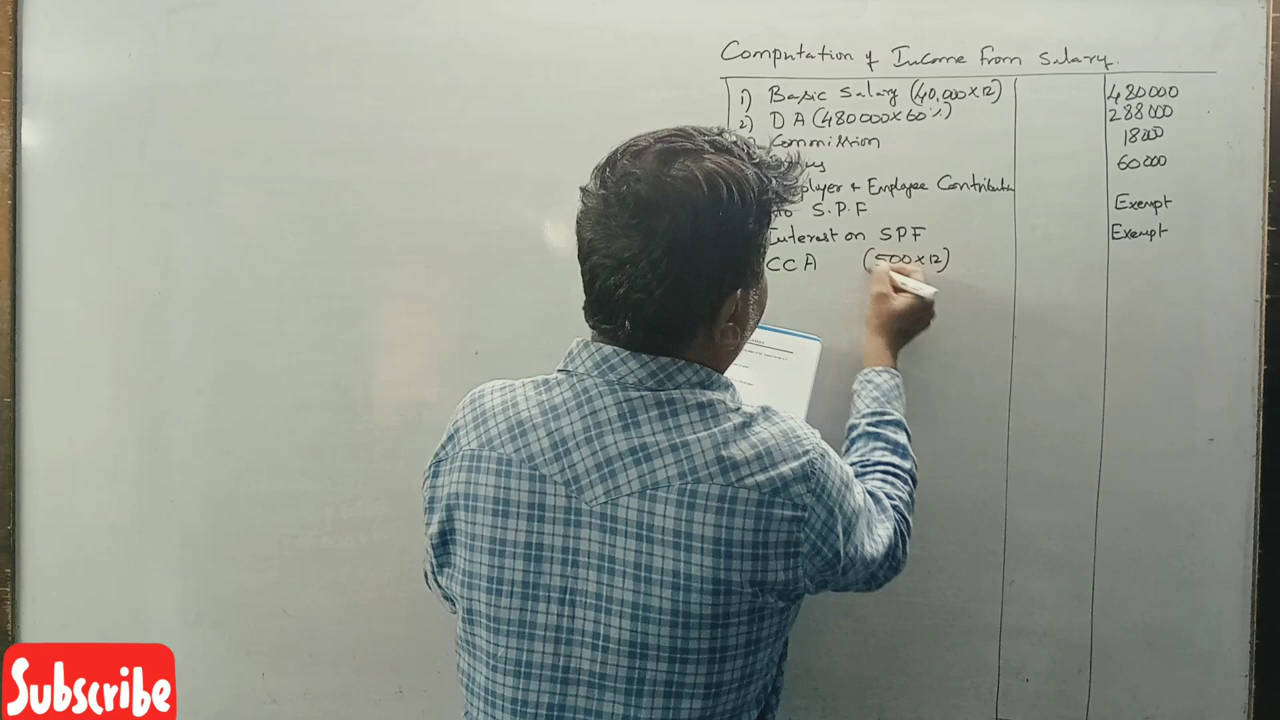 Computation of Income from Salary.
1) Basic Salary (40,000×12) 480000
2) DA (480000×60%) 288000
Commission 18000
60000
Employee Contribution
to S.P.F Exempt
Interest on SPF Exempt
CCA (500×12)
Subscribe